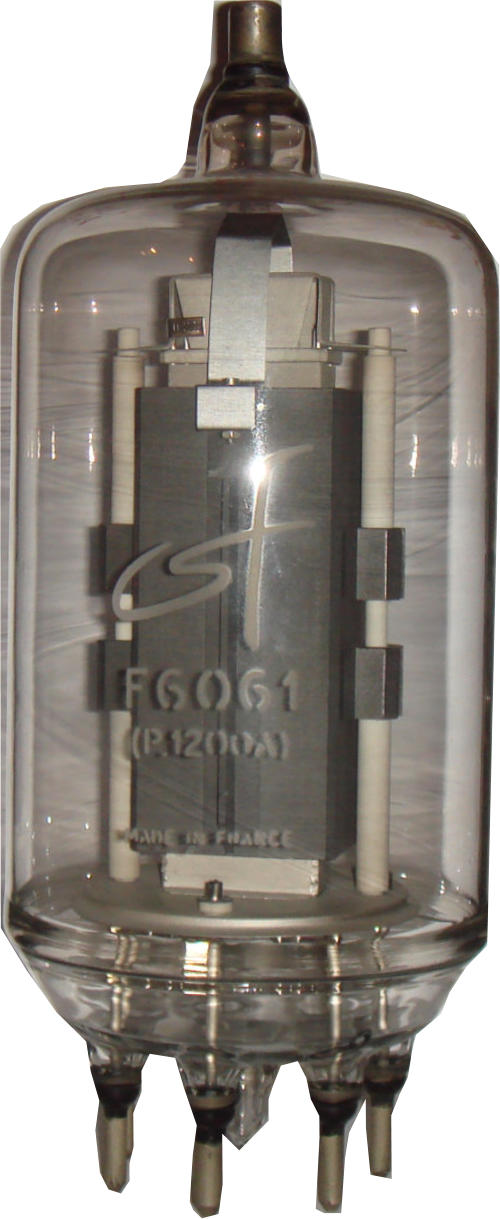 csf
F6061
(P.1200A)
MADE IN FRANCE